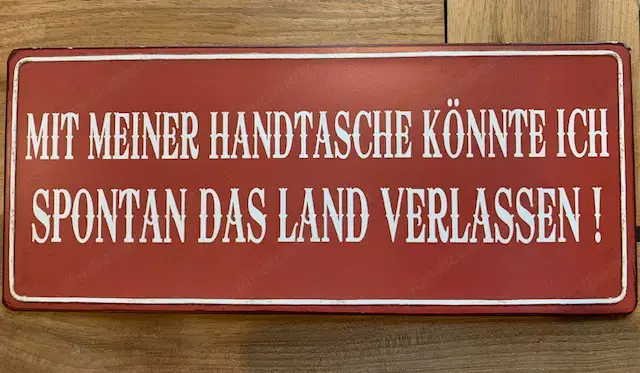 MIT MEINER HANDTASCHE KÖNNTE ICH
SPONTAN DAS LAND VERLASSEN !